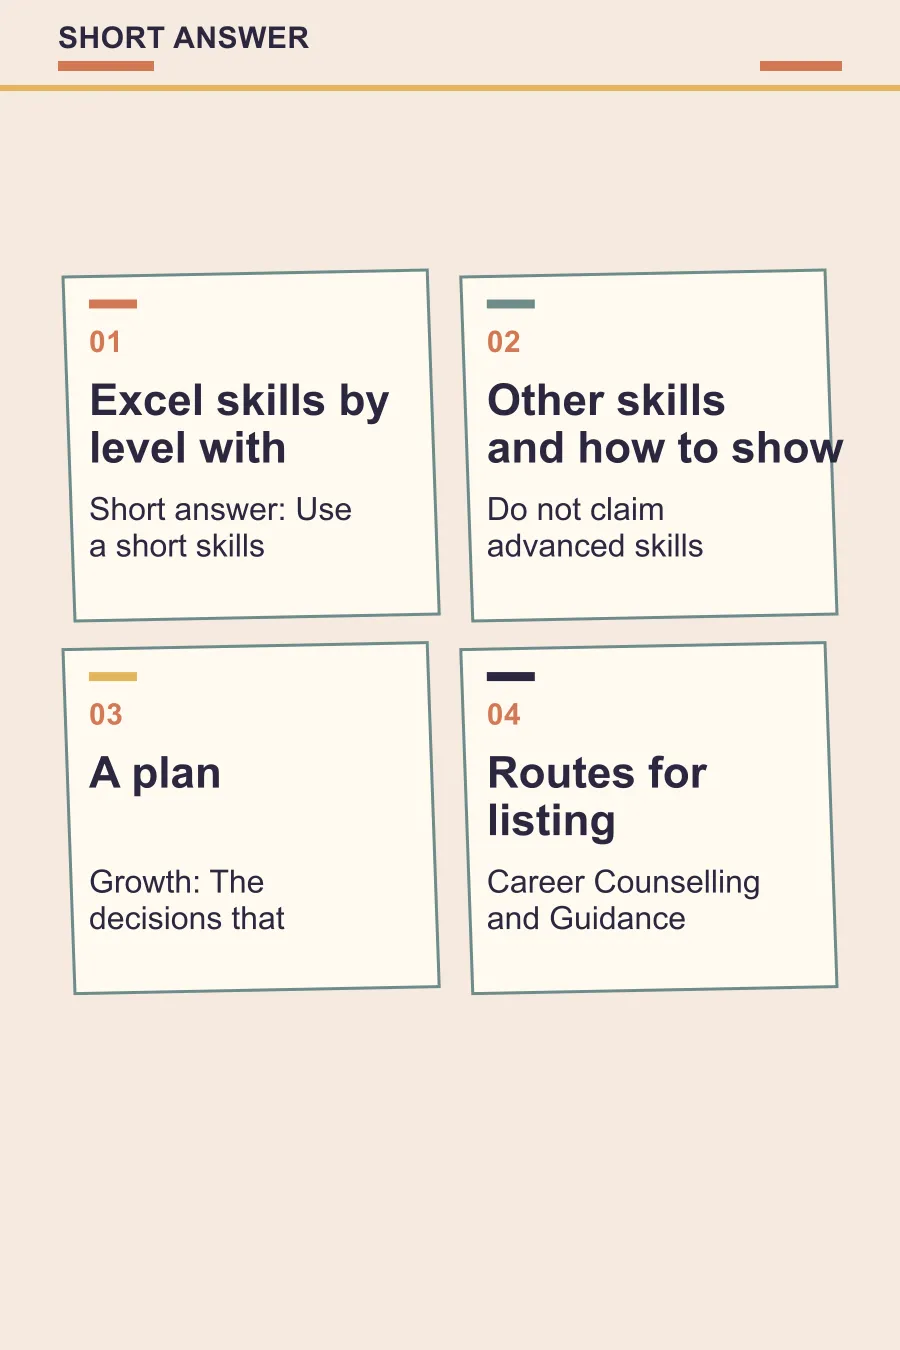 SHORT ANSWER
01
Excel skills by
level with
Short answer: Use
a short skills
02
Other skills
and how to show
Do not claim
advanced skills
03
A plan
Growth: The
decisions that
04
Routes for
listing
Career Counselling
and Guidance